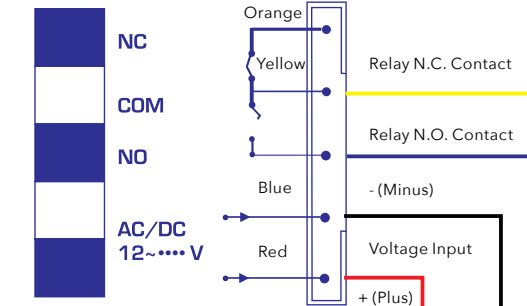 Orange
NC
Yellow
Relay N.C. Contact
COM
Relay N.O. Contact
NO
Blue
- (Minus)
AC/DC
12~•••• V
Red
Voltage Input
+ (Plus)